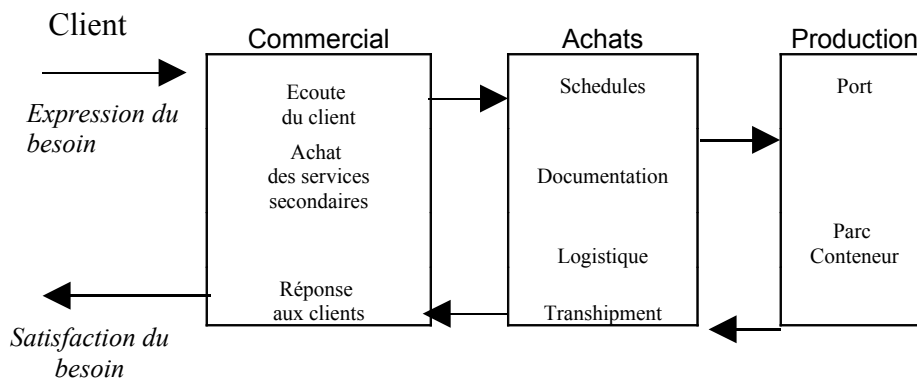 Client
Expression du
besoin
Satisfaction du
besoin
Commercial
Ecoute
du client
Achat
des services
secondaires
Réponse
aux clients
Achats
Schedules
Documentation
Logistique
Transhipment
Production
Port
Parc
Conteneur